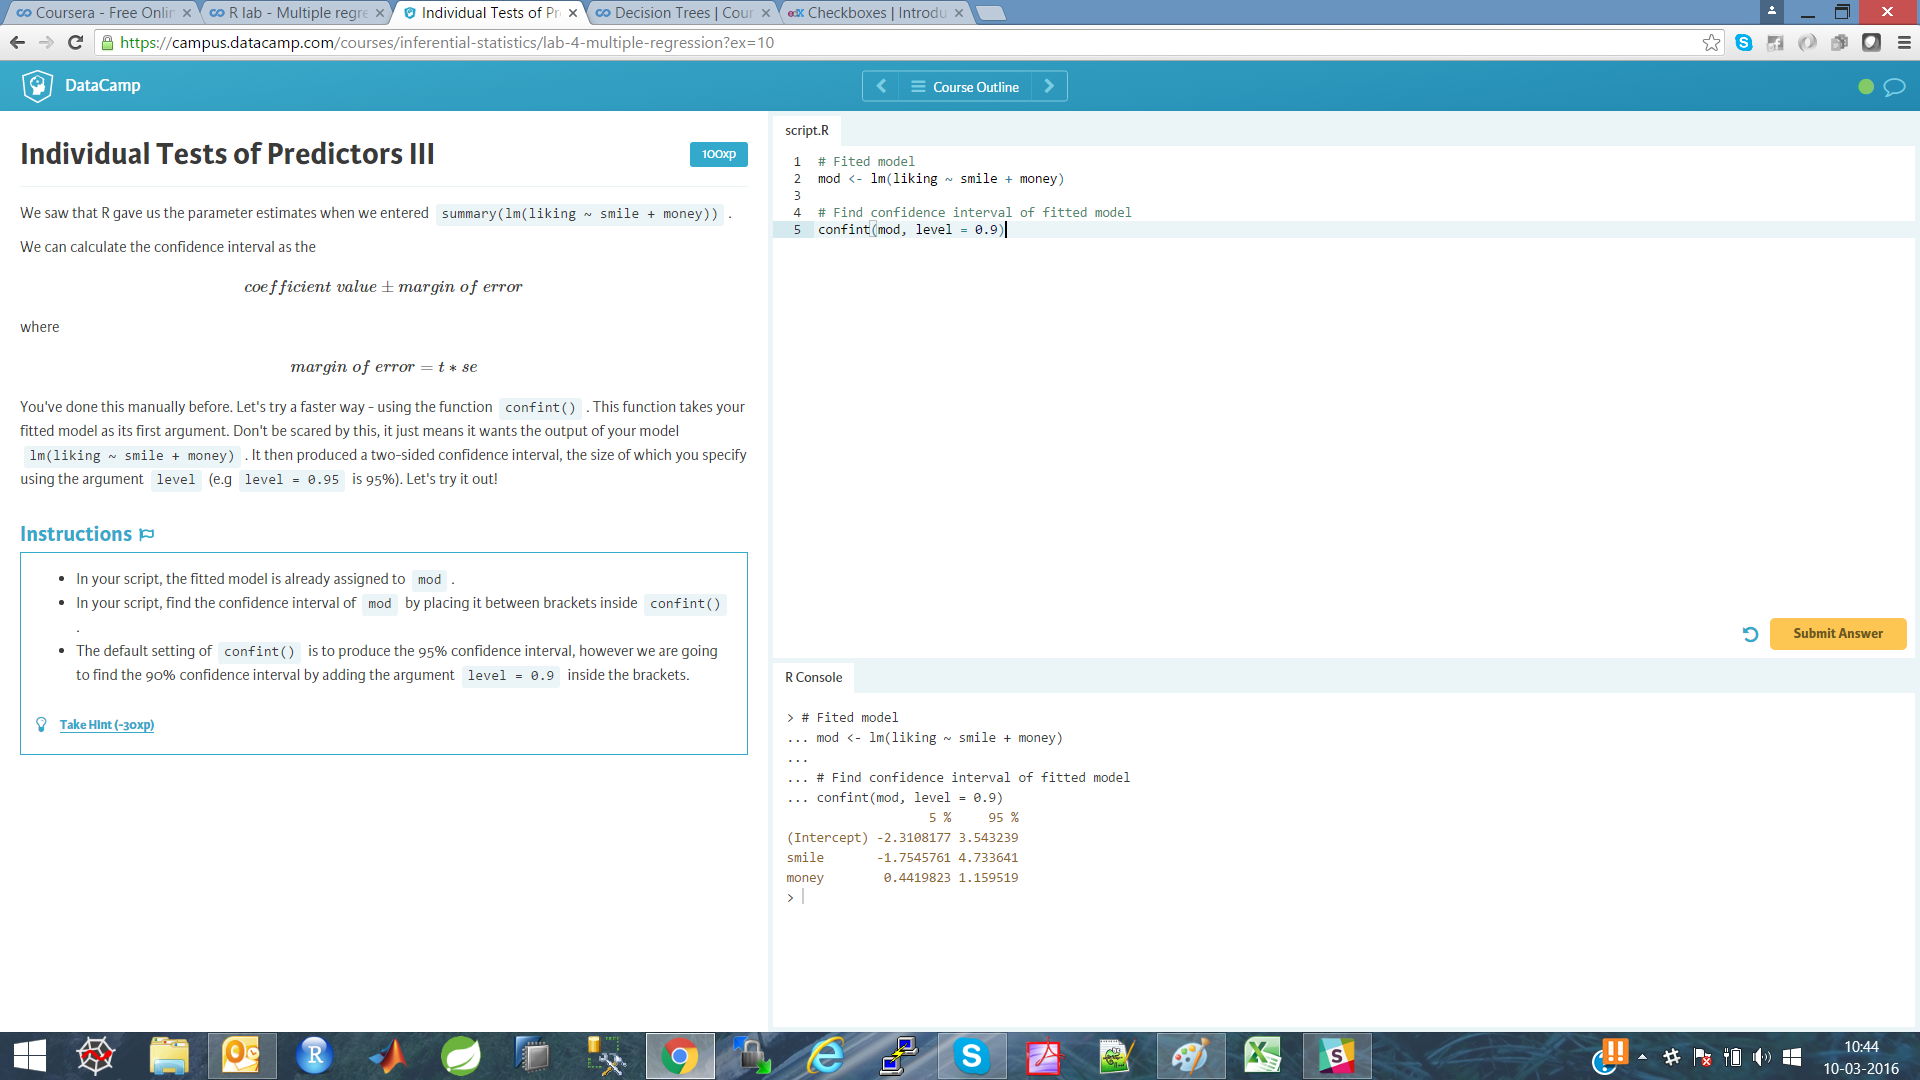 Coursera - Free Onlin
R lab - Multiple regre
Individual Tests of Pr
Decision Trees | Cour
edX Checkboxes | Introdu
https://campus.datacamp.com/courses/inferential-statistics/lab-4-multiple-regression?ex=10
DataCamp
Course Outline
Individual Tests of Predictors III
100xp
We saw that R gave us the parameter estimates when we entered summary(lm(liking ~ smile + money)) .
We can calculate the confidence interval as the
coefficient value ± margin of error
where
margin of error = t * se
You've done this manually before. Let's try a faster way - using the function confint() . This function takes your
fitted model as its first argument. Don't be scared by this, it just means it wants the output of your model
lm(liking ~ smile + money) . It then produced a two-sided confidence interval, the size of which you specify
using the argument level (e.g level = 0.95 is 95%). Let's try it out!
Instructions
• In your script, the fitted model is already assigned to mod .
• In your script, find the confidence interval of mod by placing it between brackets inside confint()
.
• The default setting of confint() is to produce the 95% confidence interval, however we are going
to find the 90% confidence interval by adding the argument level = 0.9 inside the brackets.
Take Hint (-30xp)
script.R
1 # Fited model
2 mod <- lm(liking ~ smile + money)
3
4 # Find confidence interval of fitted model
5 confint(mod, level = 0.9)
Submit Answer
R Console
> # Fited model
... mod <- lm(liking ~ smile + money)
...
... # Find confidence interval of fitted model
... confint(mod, level = 0.9)
5 % 95 %
(Intercept) -2.3108177 3.543239
smile -1.7545761 4.733641
money 0.4419823 1.159519
>
10:44
10-03-2016